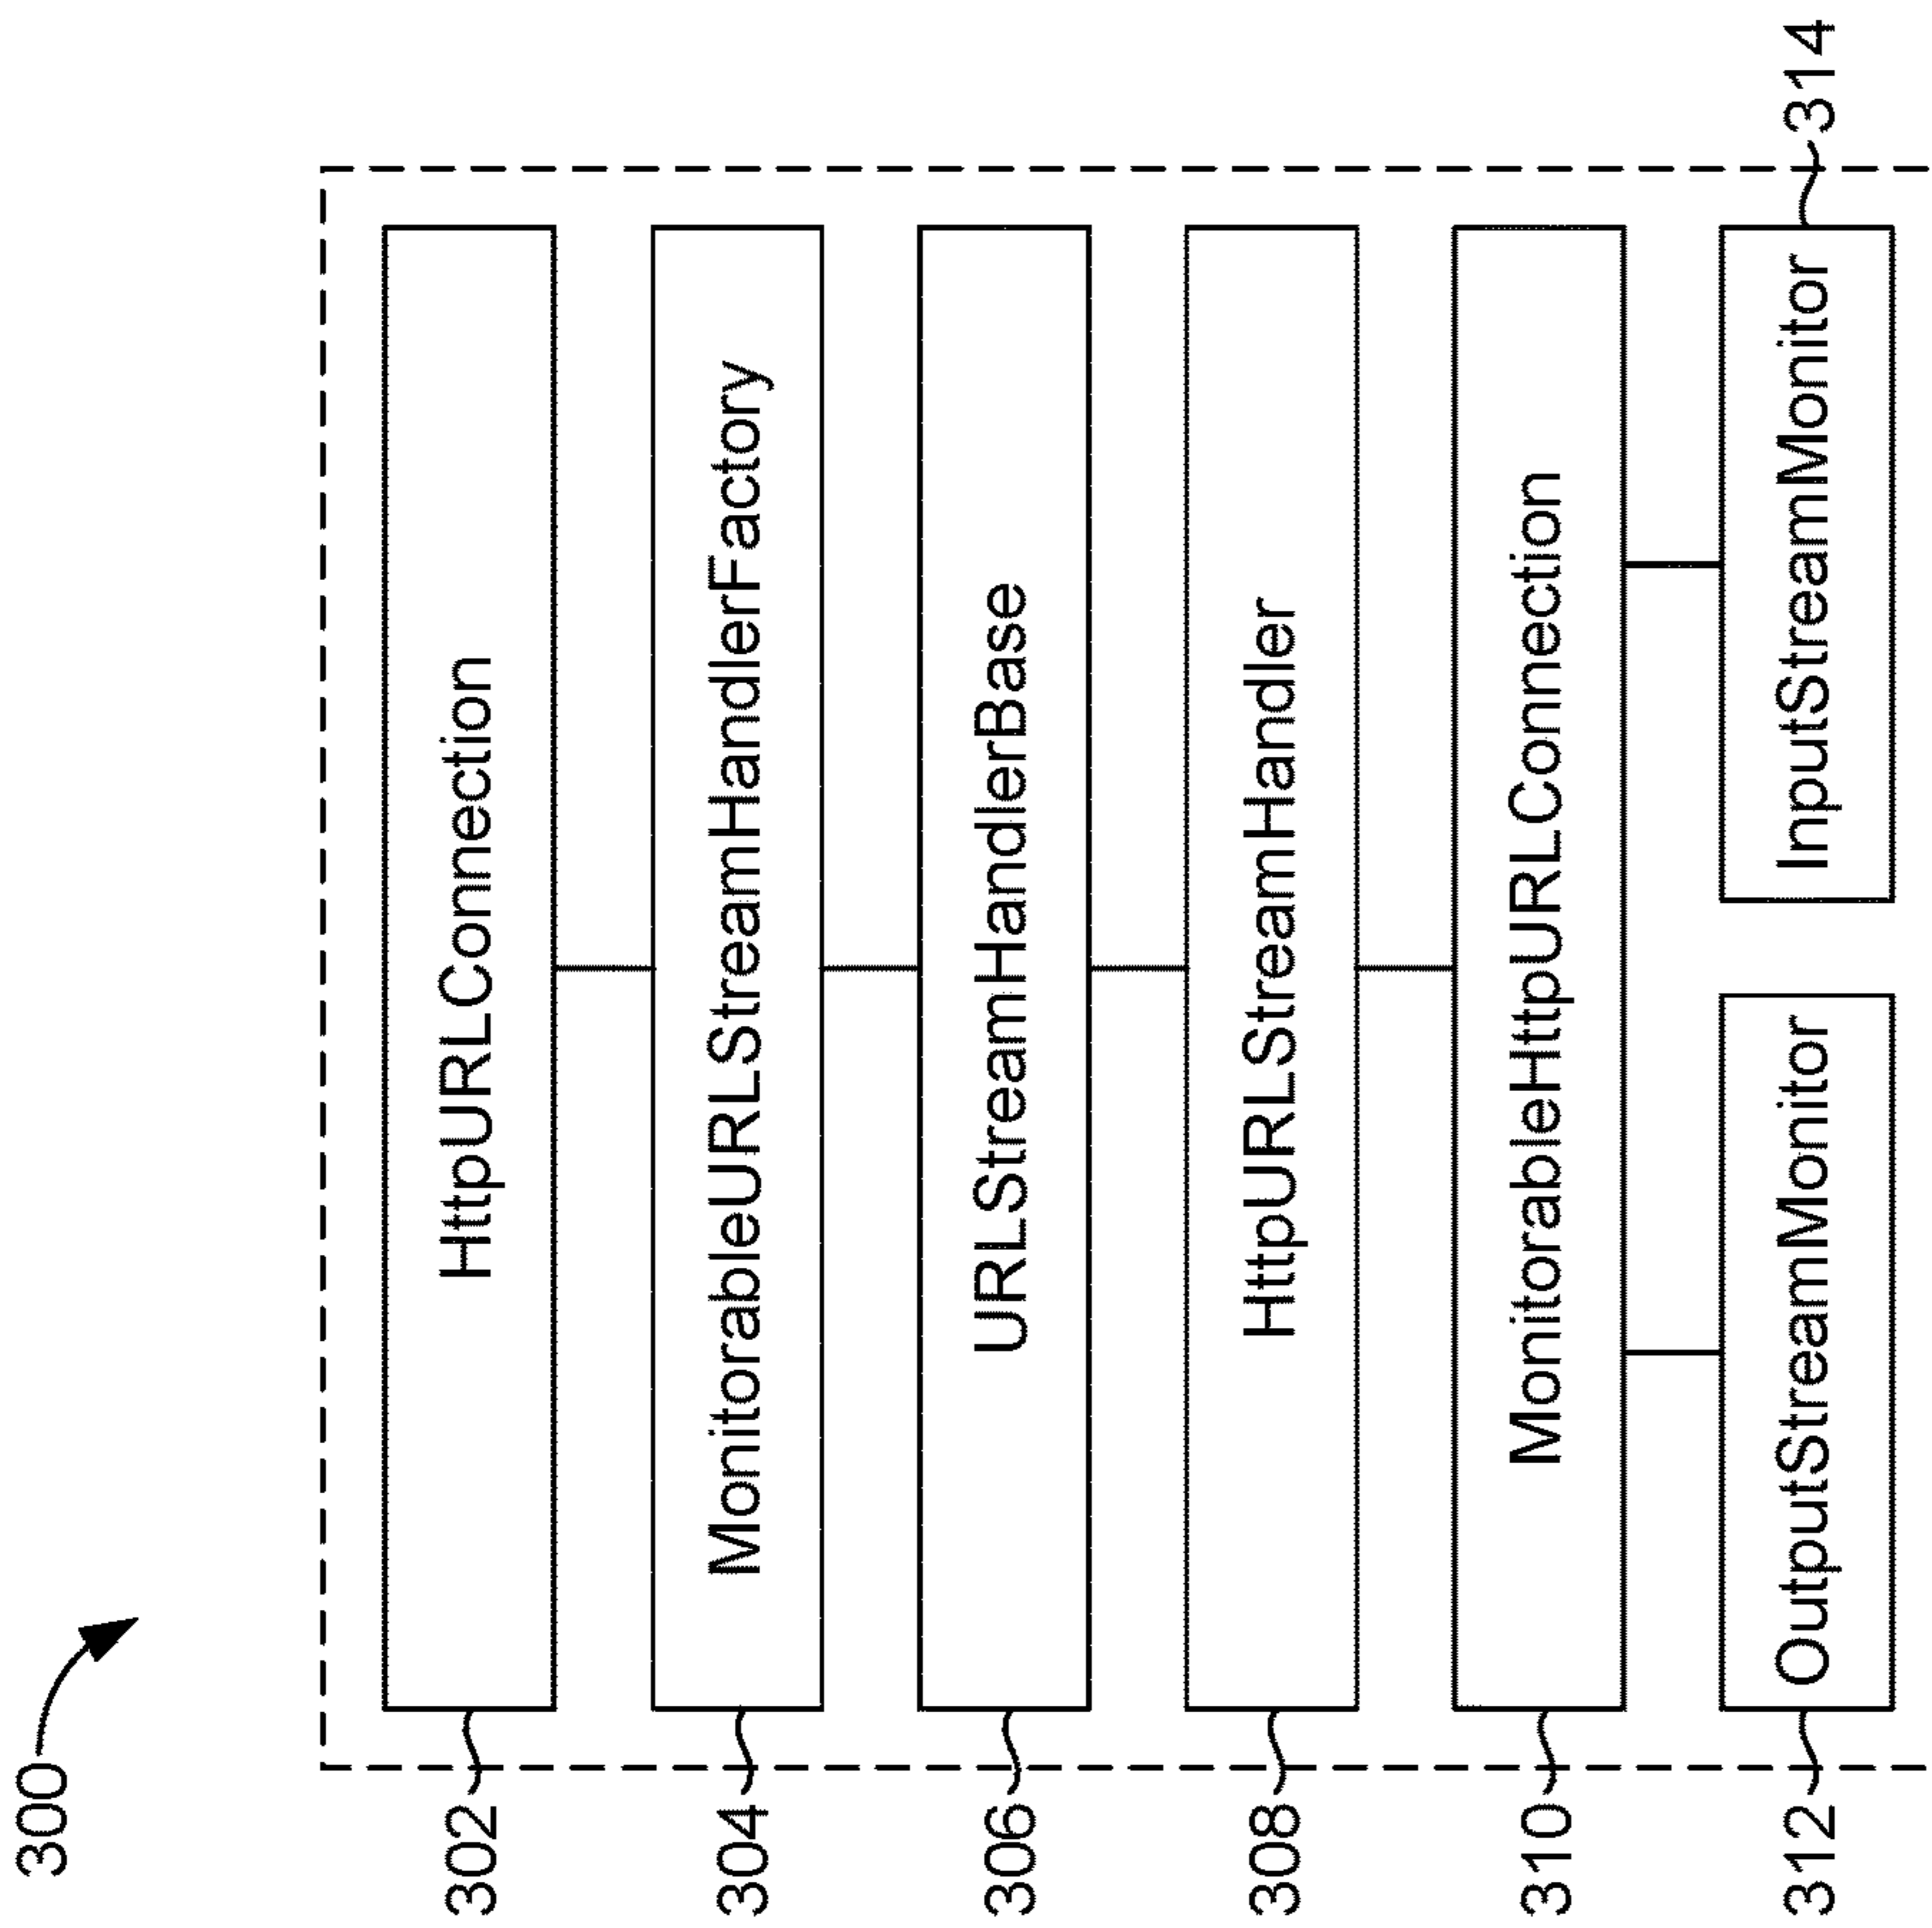 300
302
HttpURLConnection
304
MonitorableURLStreamHandlerFactory
306
URLStreamHandlerBase
308
HttpURLStreamHandler
310
MonitorableHttpURLConnection
312
OutputStreamMonitor
InputStreamMonitor
314